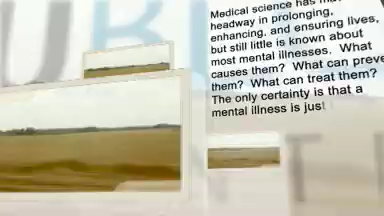 Medical science has ma
headway in prolonging,
enhancing, and ensuring lives,
but still little is known about
most mental illnesses. What
causes them? What can preve
them? What can treat them?
The only certainty is that a
mental illness is just